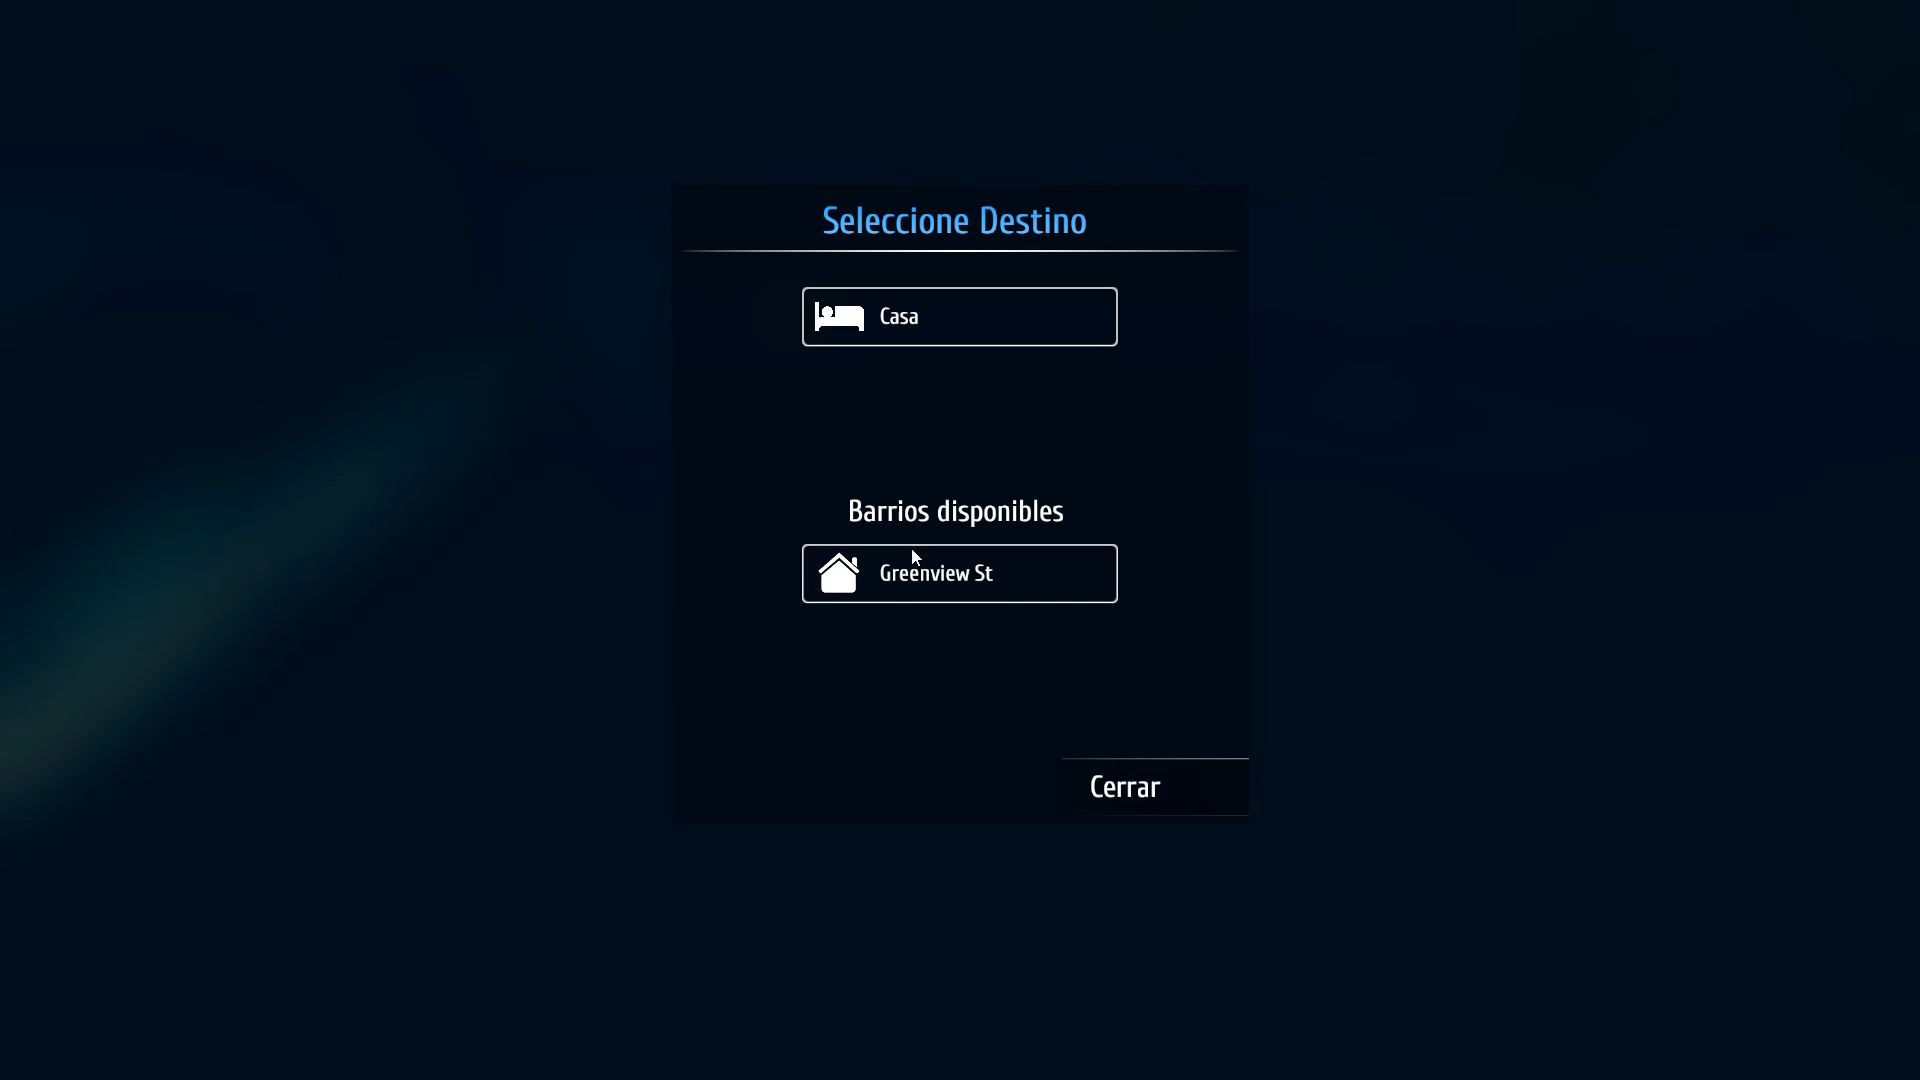 Seleccione Destino
Casa
Barrios disponibles
Greenview St
Cerrar